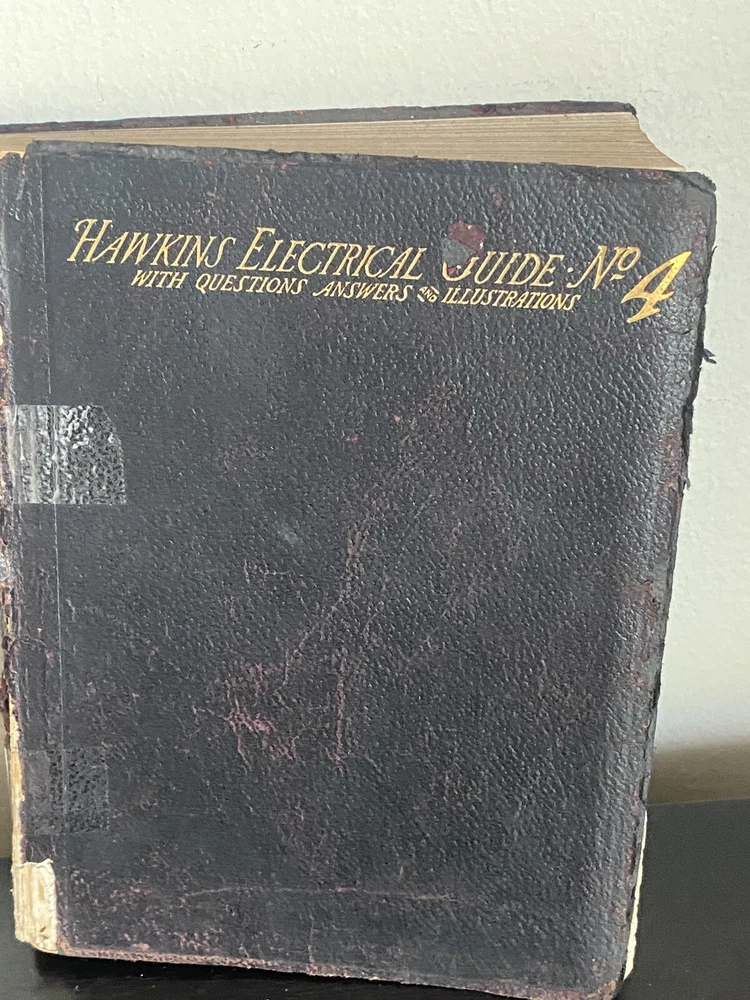 HAWKINS ELECTRICAL GUIDE · Nº 4
WITH QUESTIONS ANSWERS AND ILLUSTRATIONS